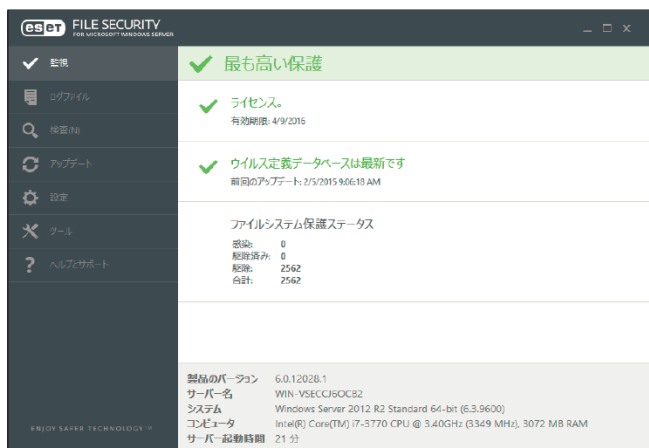 eset FILE SECURITY
FOR MICROSOFT WINDOWS SERVER
監視
ログファイル
検査(N)
アップデート
設定
ツール
ヘルプとサポート
ENJOY SAFER TECHNOLOGY™
最も高い保護
ライセンス。
有効期限: 4/9/2016
ウイルス定義データベースは最新です
前回のアップデート: 2/5/2015 9:06:18 AM
ファイルシステム保護ステータス
感染: 0
駆除済み: 0
駆除: 2562
合計: 2562
製品のバージョン 6.0.12028.1
サーバー名 WIN-VSECCJ6OC82
システム Windows Server 2012 R2 Standard 64-bit (6.3.9600)
コンピュータ Intel(R) Core(TM) i7-3770 CPU @ 3.40GHz (3349 MHz), 3072 MB RAM
サーバー起動時間 21 分